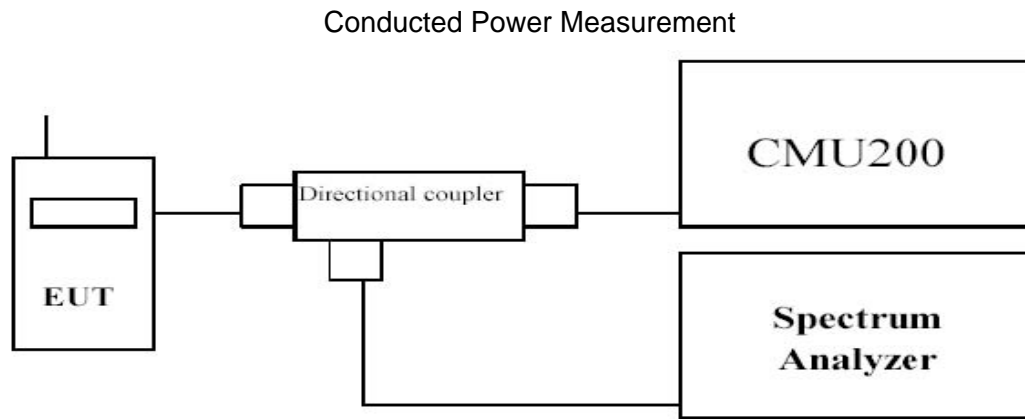 Conducted Power Measurement
CMU200
Directional coupler
EUT
Spectrum
Analyzer